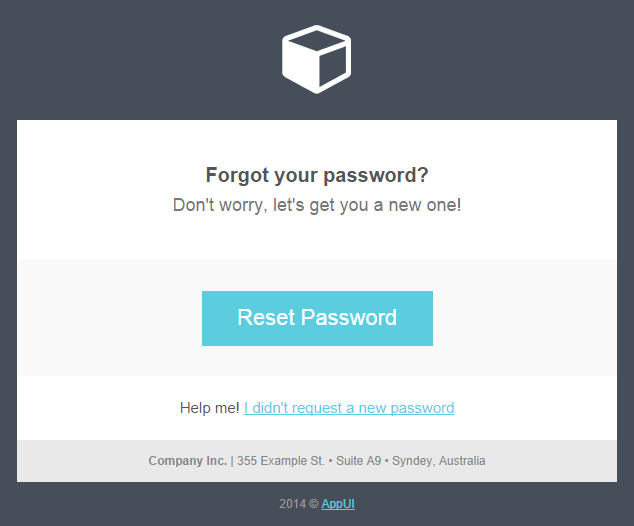 Forgot your password?
Don't worry, let's get you a new one!
Reset Password
Help me! I didn't request a new password
Company Inc. | 355 Example St. • Suite A9 • Syndey, Australia
2014 © AppUI